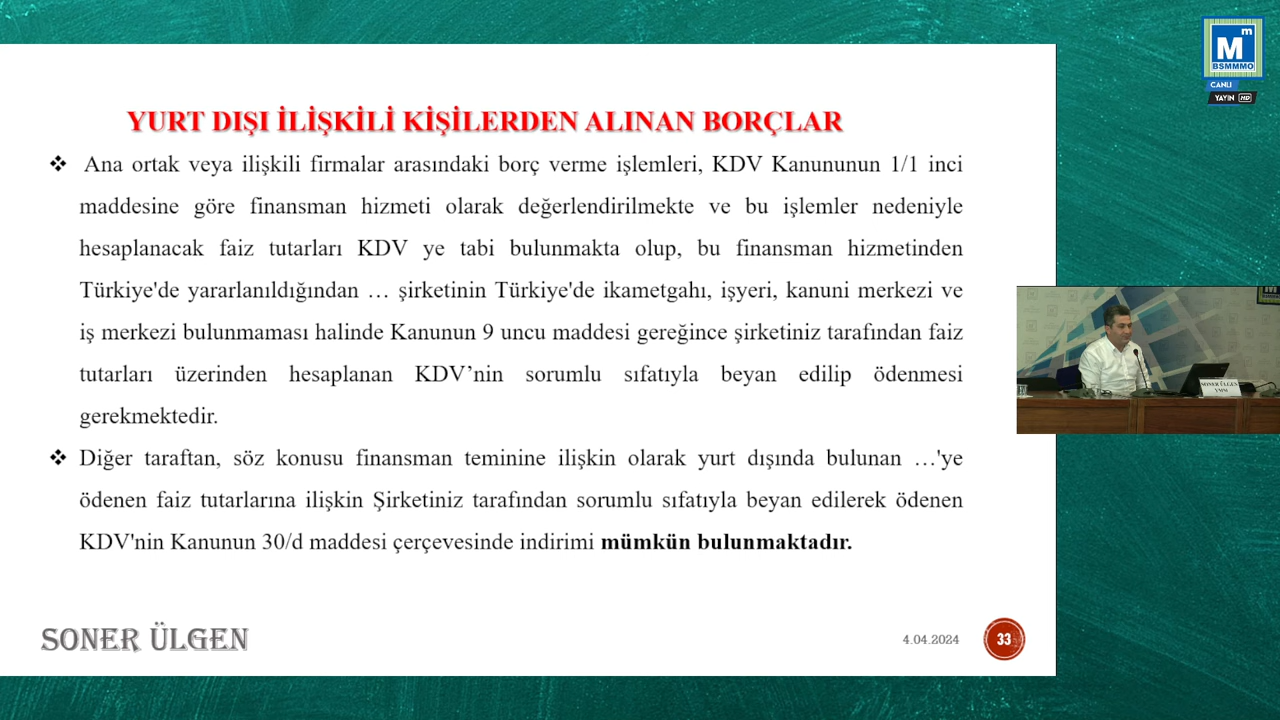 YURT DIŞI İLİŞKİLİ KİŞİLERDEN ALINAN BORÇLAR
❖ Ana ortak veya ilişkili firmalar arasındaki borç verme işlemleri, KDV Kanununun 1/1 inci
maddesine göre finansman hizmeti olarak değerlendirilmekte ve bu işlemler nedeniyle
hesaplanacak faiz tutarları KDV ye tabi bulunmakta olup, bu finansman hizmetinden
Türkiye'de yararlanıldığından … şirketinin Türkiye'de ikametgahı, işyeri, kanuni merkezi ve
iş merkezi bulunmaması halinde Kanunun 9 uncu maddesi gereğince şirketiniz tarafından faiz
tutarları üzerinden hesaplanan KDV’nin sorumlu sıfatıyla beyan edilip ödenmesi
gerekmektedir.
❖ Diğer taraftan, söz konusu finansman teminine ilişkin olarak yurt dışında bulunan …'ye
ödenen faiz tutarlarına ilişkin Şirketiniz tarafından sorumlu sıfatıyla beyan edilerek ödenen
KDV'nin Kanunun 30/d maddesi çerçevesinde indirimi mümkün bulunmaktadır.
SONER ÜLGEN
4.04.2024
33
M m
BSMMMO
CANLI
YAYIN HD
SONER ÜLGEN
YMM